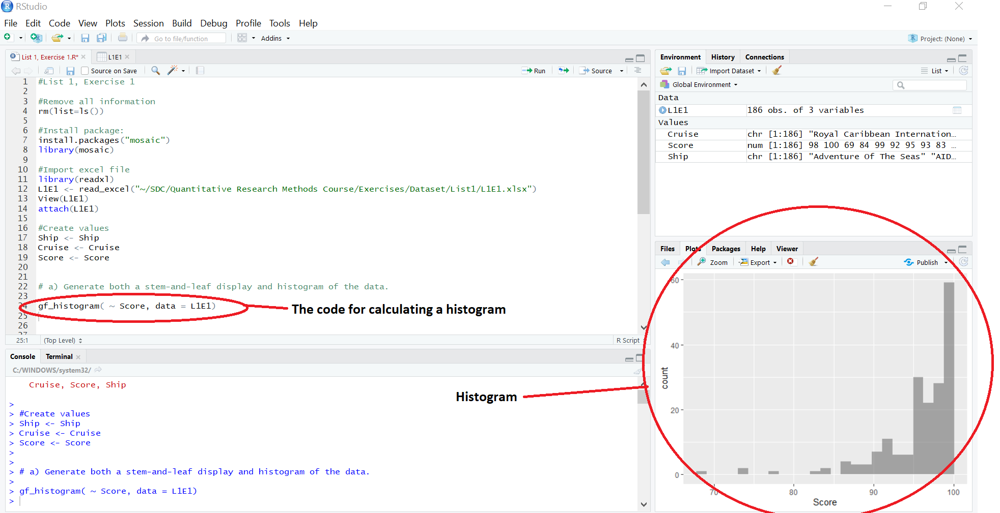 RStudio
File Edit Code View Plots Session Build Debug Profile Tools Help
Go to file/function Addins Project: (None)
List 1, Exercise 1.R* L1E1
Source on Save Run Source
1 #List 1, Exercise 1
2
3 #Remove all information
4 rm(list=ls())
5
6 #Install package:
7 install.packages("mosaic")
8 library(mosaic)
9
10 #Import excel file
11 library(readxl)
12 L1E1 <- read_excel("~/SDC/Quantitative Research Methods Course/Exercises/Dataset/List1/L1E1.xlsx")
13 View(L1E1)
14 attach(L1E1)
15
16 #Create values
17 Ship <- Ship
18 Cruise <- Cruise
19 Score <- Score
20
21
22 # a) Generate both a stem-and-leaf display and histogram of the data.
23
24 gf_histogram( ~ Score, data = L1E1)
The code for calculating a histogram
25
26
27
25:1 (Top Level) R Script
Console Terminal
C:/WINDOWS/system32/
Cruise, Score, Ship
>
> #Create values
> Ship <- Ship
> Cruise <- Cruise
> Score <- Score
>
>
> # a) Generate both a stem-and-leaf display and histogram of the data.
>
> gf_histogram( ~ Score, data = L1E1)
>
Histogram
Environment History Connections
Import Dataset List
Global Environment
Data
L1E1 186 obs. of 3 variables
Values
Cruise chr [1:186] "Royal Caribbean Internation…
Score num [1:186] 98 100 69 84 99 92 95 93 83 …
Ship chr [1:186] "Adventure Of The Seas" "AID…
Files Plots Packages Help Viewer
Zoom Export Publish
60
40
count
20
0
70 80 90 100
Score